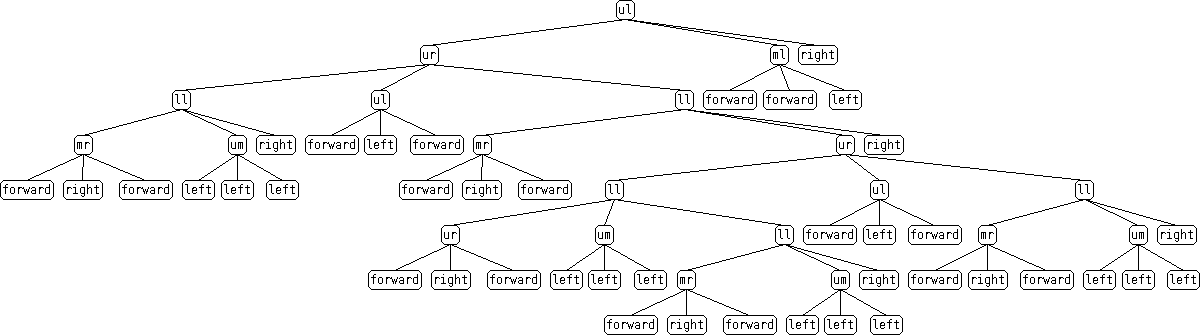 ul
ur ml right
ll ul ll forward forward left
mr um right forward left forward mr ur right
forward right forward left left left forward right forward ll ul ll
ur um ll forward left forward mr um right
forward right forward left left left mr um right forward right forward left left left
forward right forward left left left